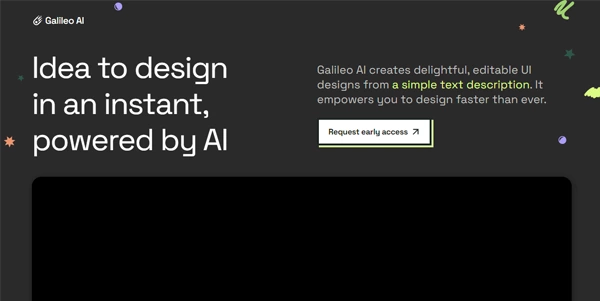 Galileo AI
Idea to design
in an instant,
powered by AI
Galileo AI creates delightful, editable UI
designs from a simple text description. It
empowers you to design faster than ever.
Request early access